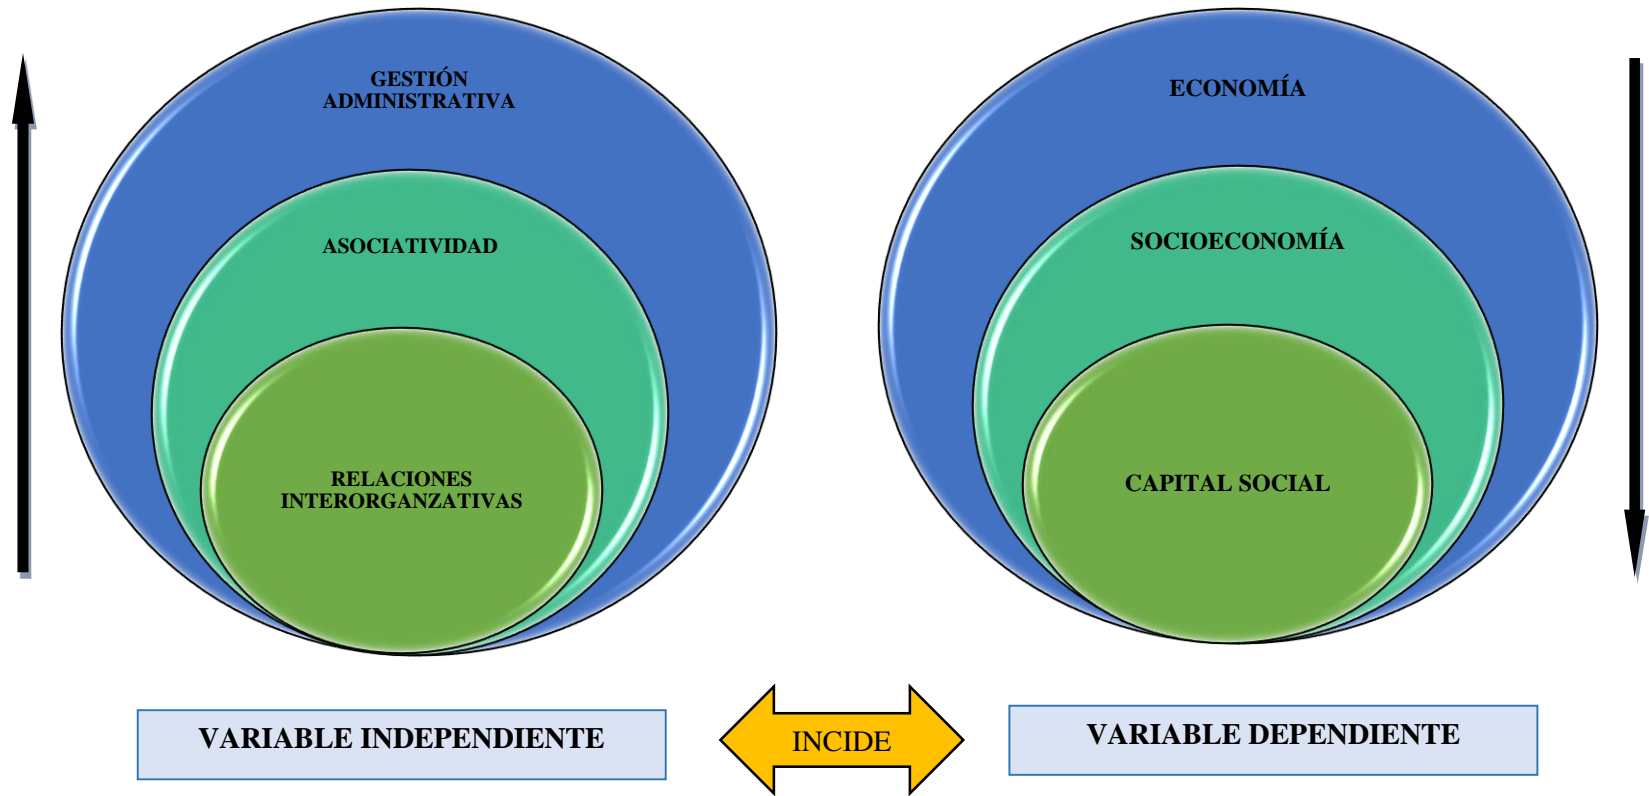 GESTIÓN
ADMINISTRATIVA
ASOCIATIVIDAD
RELACIONES
INTERORGANZATIVAS
ECONOMÍA
SOCIOECONOMÍA
CAPITAL SOCIAL
VARIABLE INDEPENDIENTE
INCIDE
VARIABLE DEPENDIENTE